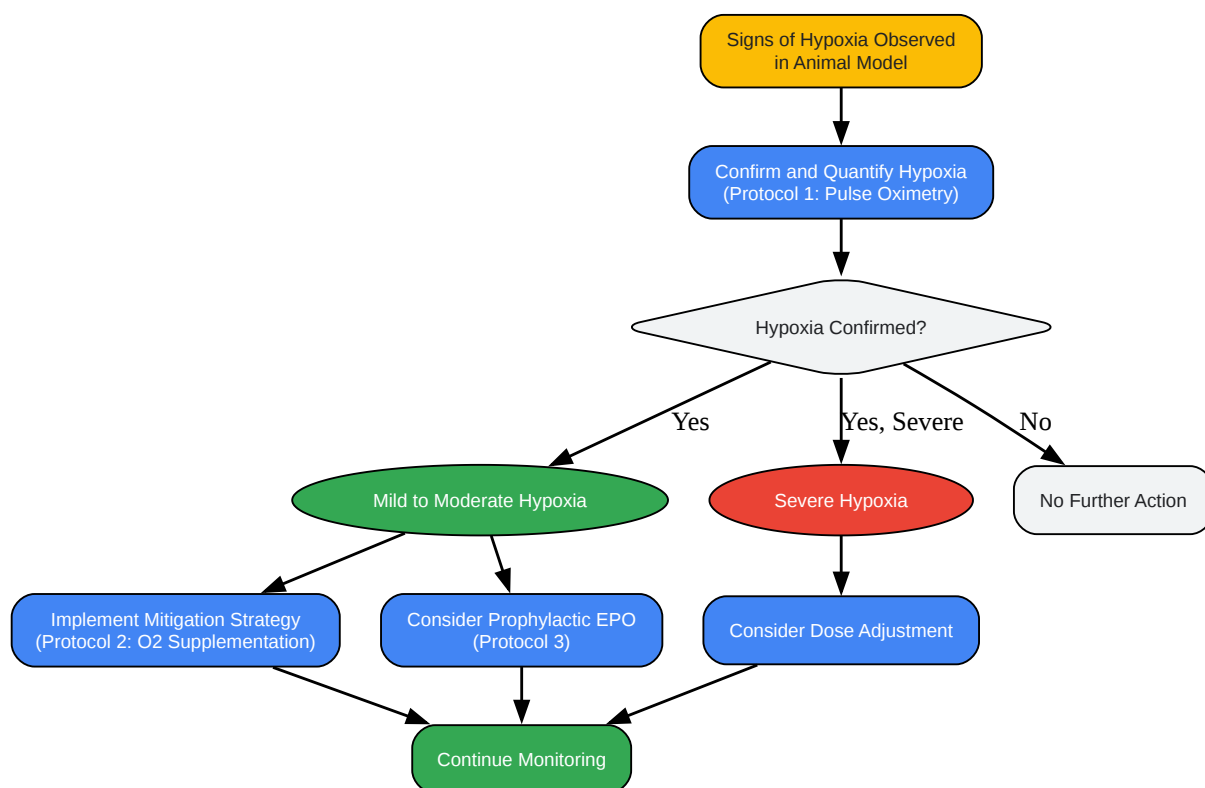 Signs of Hypoxia Observed
in Animal Model
Confirm and Quantify Hypoxia
(Protocol 1: Pulse Oximetry)
Hypoxia Confirmed?
Yes
Yes, Severe
No
Mild to Moderate Hypoxia
Severe Hypoxia
No Further Action
Implement Mitigation Strategy
(Protocol 2: O2 Supplementation)
Consider Prophylactic EPO
(Protocol 3)
Consider Dose Adjustment
Continue Monitoring